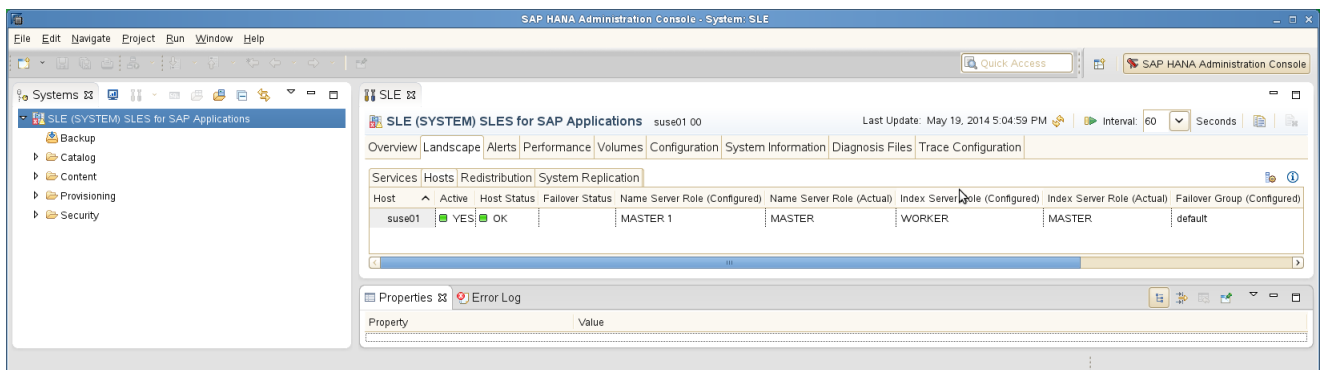 SAP HANA Administration Console - System: SLE
File Edit Navigate Project Run Window Help
Quick Access SAP HANA Administration Console
Systems
SLE (SYSTEM) SLES for SAP Applications
Backup
Catalog
Content
Provisioning
Security
SLE
SLE (SYSTEM) SLES for SAP Applications suse01 00 Last Update: May 19, 2014 5:04:59 PM Interval: 60 Seconds
Overview Landscape Alerts Performance Volumes Configuration System Information Diagnosis Files Trace Configuration
Services Hosts Redistribution System Replication
Host Active Host Status Failover Status Name Server Role (Configured) Name Server Role (Actual) Index Server Role (Configured) Index Server Role (Actual) Failover Group (Configured)
suse01 YES OK MASTER 1 MASTER WORKER MASTER default
Properties Error Log
Property Value